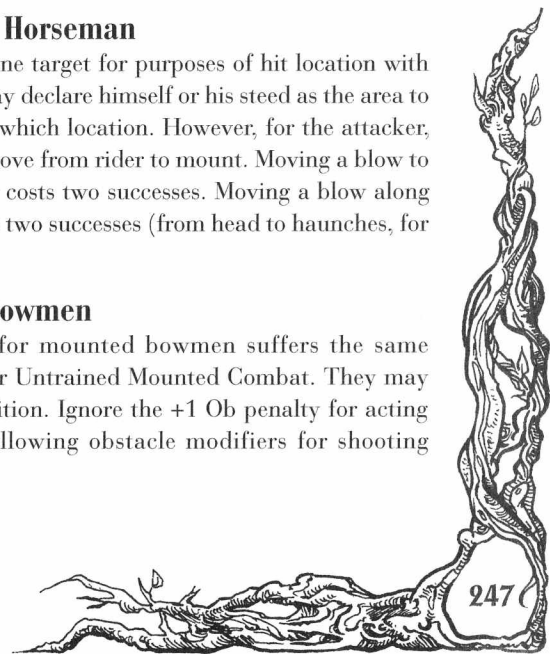 Horseman
ne target for purposes of hit location with
y declare himself or his steed as the area to
which location. However, for the attacker,
ove from rider to mount. Moving a blow to
costs two successes. Moving a blow along
two successes (from head to haunches, for
owmen
for mounted bowmen suffers the same
r Untrained Mounted Combat. They may
ition. Ignore the +1 Ob penalty for acting
llowing obstacle modifiers for shooting
247